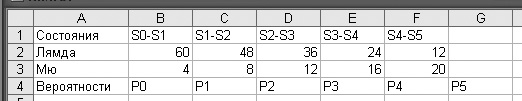 A B C D E F G
1 Состояния S0-S1 S1-S2 S2-S3 S3-S4 S4-S5
2 Лямда 60 48 36 24 12
3 Мю 4 8 12 16 20
4 Вероятности P0 P1 P2 P3 P4 P5